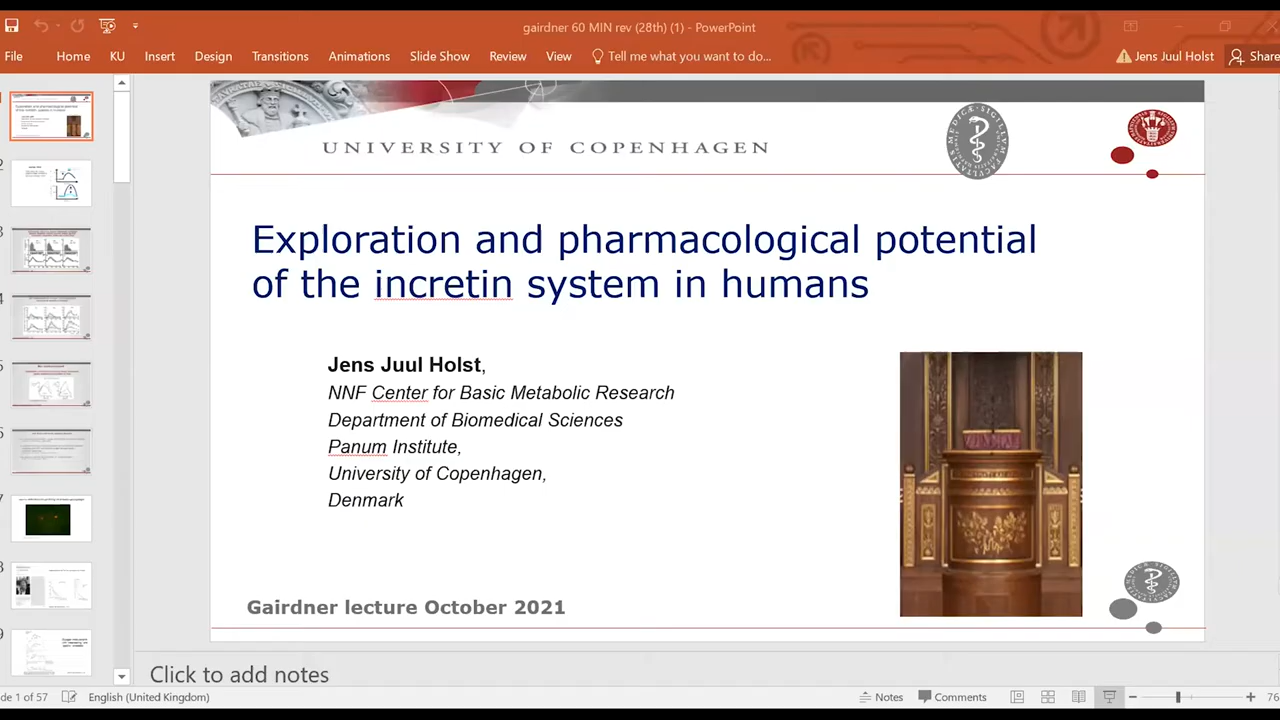 gairdner 60 MIN rev (28th) (1) - PowerPoint
File Home KU Insert Design Transitions Animations Slide Show Review View Tell me what you want to do... Jens Juul Holst Share
UNIVERSITY OF COPENHAGEN
Exploration and pharmacological potential
of the incretin system in humans
Jens Juul Holst,
NNF Center for Basic Metabolic Research
Department of Biomedical Sciences
Panum Institute,
University of Copenhagen,
Denmark
Gairdner lecture October 2021
Click to add notes
de 1 of 57 English (United Kingdom) Notes Comments 76